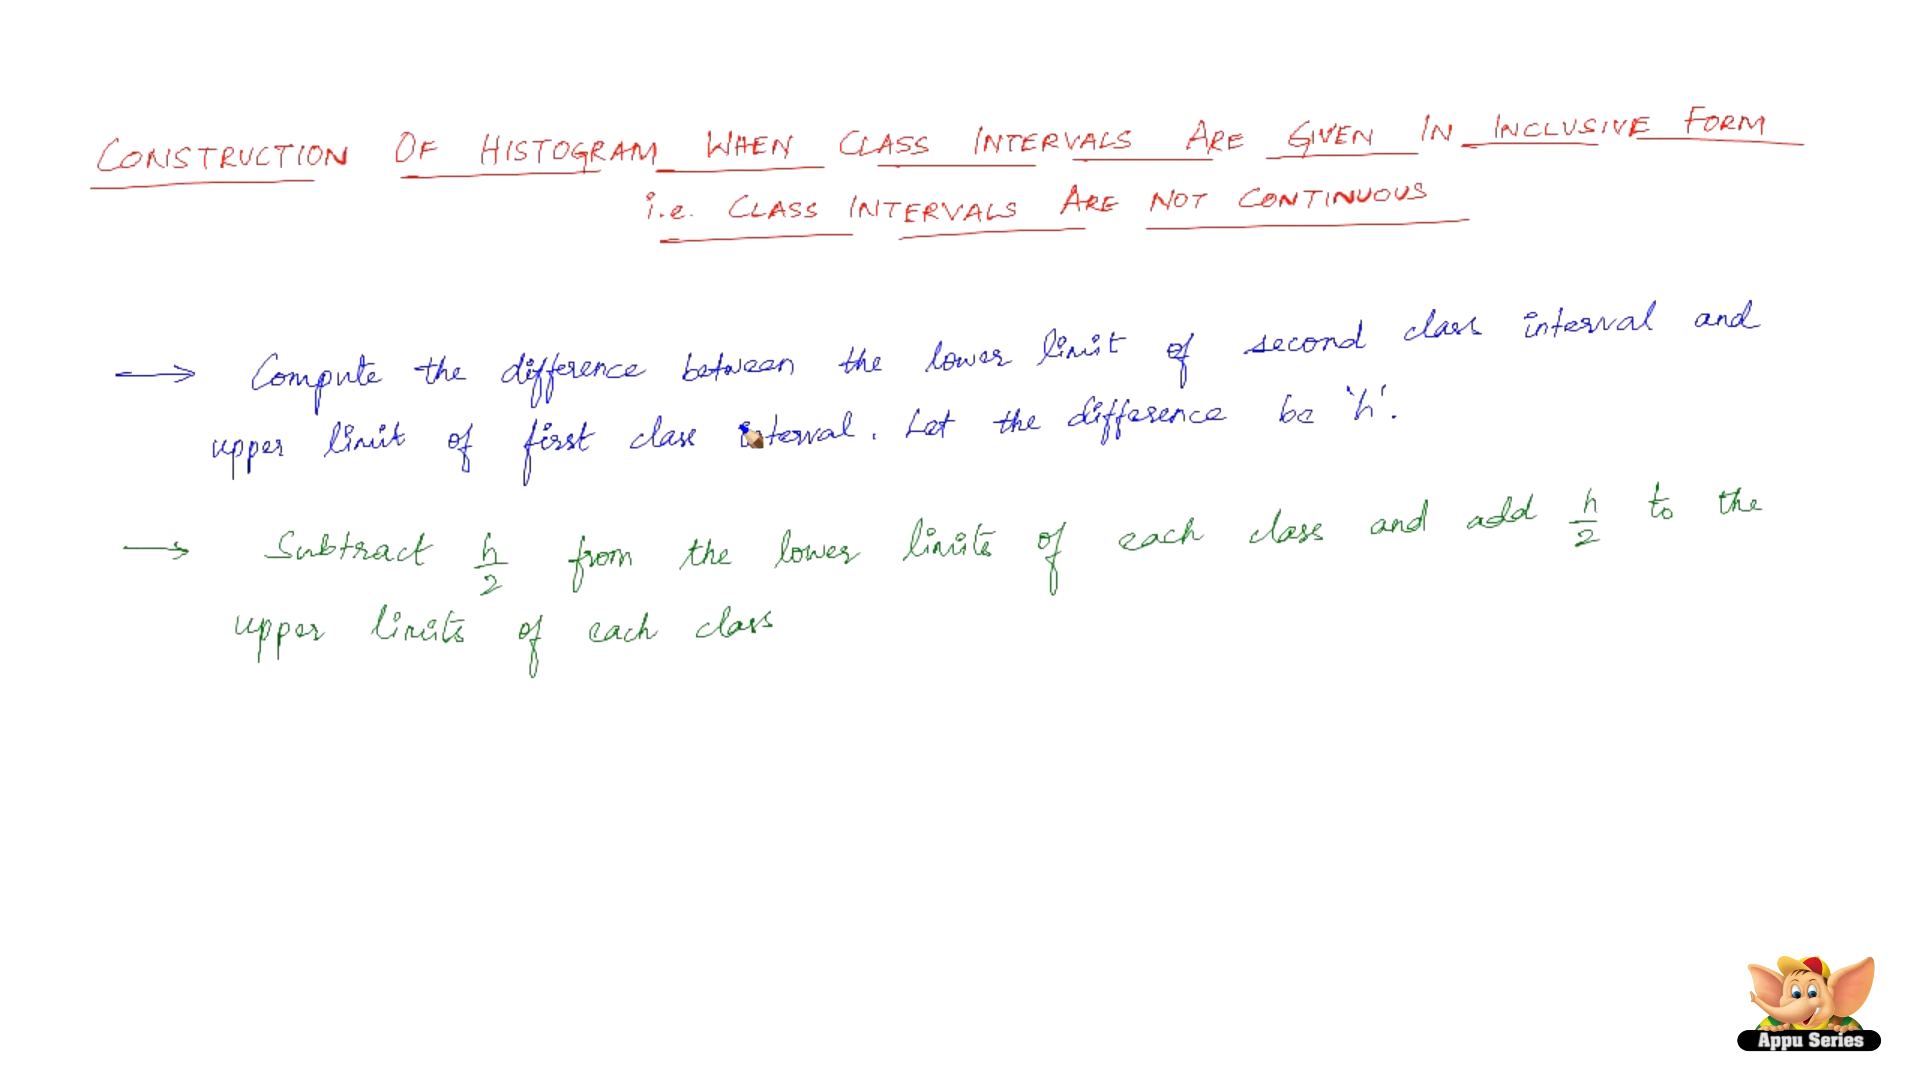 CONSTRUCTION OF HISTOGRAM WHEN CLASS INTERVALS ARE GIVEN IN INCLUSIVE FORM
i.e. CLASS INTERVALS ARE NOT CONTINUOUS
→ Compute the difference between the lower limit of second class interval and
upper limit of first class interval. Let the difference be 'h'.
→ Subtract h/2 from the lower limits of each class and add h/2 to the
upper limits of each class
Appu Series